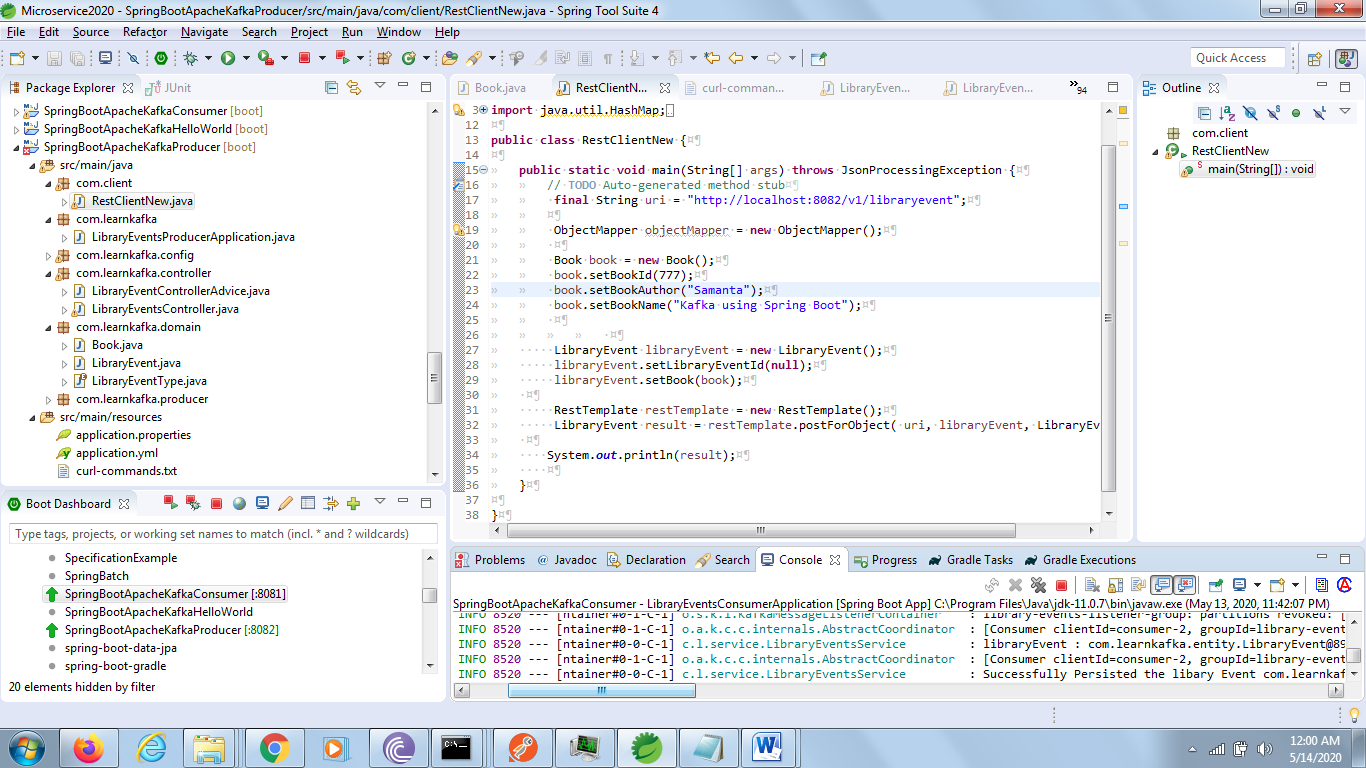 Microservice2020 - SpringBootApacheKafkaProducer/src/main/java/com/client/RestClientNew.java - Spring Tool Suite 4
File Edit Source Refactor Navigate Search Project Run Window Help
Quick Access
Package Explorer JUnit
SpringBootApacheKafkaConsumer [boot]
SpringBootApacheKafkaHelloWorld [boot]
SpringBootApacheKafkaProducer [boot]
src/main/java
com.client
RestClientNew.java
com.learnkafka
LibraryEventsProducerApplication.java
com.learnkafka.config
com.learnkafka.controller
LibraryEventControllerAdvice.java
LibraryEventsController.java
com.learnkafka.domain
Book.java
LibraryEvent.java
LibraryEventType.java
com.learnkafka.producer
src/main/resources
application.properties
application.yml
curl-commands.txt
Boot Dashboard
Type tags, projects, or working set names to match (incl. * and ? wildcards)
SpecificationExample
SpringBatch
SpringBootApacheKafkaConsumer [:8081]
SpringBootApacheKafkaHelloWorld
SpringBootApacheKafkaProducer [:8082]
spring-boot-data-jpa
spring-boot-gradle
20 elements hidden by filter
Book.java RestClientN... curl-comman... LibraryEven... LibraryEven... »94
3 import java.util.HashMap;
12
13 public class RestClientNew {
14
15 public static void main(String[] args) throws JsonProcessingException {
16 // TODO Auto-generated method stub
17 final String uri = "http://localhost:8082/v1/libraryevent";
18
19 ObjectMapper objectMapper = new ObjectMapper();
20
21 Book book = new Book();
22 book.setBookId(777);
23 book.setBookAuthor("Samanta");
24 book.setBookName("Kafka using Spring Boot");
25
26
27 LibraryEvent libraryEvent = new LibraryEvent();
28 libraryEvent.setLibraryEventId(null);
29 libraryEvent.setBook(book);
30
31 RestTemplate restTemplate = new RestTemplate();
32 LibraryEvent result = restTemplate.postForObject( uri, libraryEvent, LibraryEv
33
34 System.out.println(result);
35
36 }
37
38 }
Outline
com.client
RestClientNew
main(String[]) : void
Problems @ Javadoc Declaration Search Console Progress Gradle Tasks Gradle Executions
SpringBootApacheKafkaConsumer - LibraryEventsConsumerApplication [Spring Boot App] C:\Program Files\Java\jdk-11.0.7\bin\javaw.exe (May 13, 2020, 11:42:07 PM)
INFO 8520 --- [ntainer#0-1-C-1] o.s.k.l.KafkaMessageListenerContainer : library-events-listener-group: partitions revoked: [
INFO 8520 --- [ntainer#0-1-C-1] o.a.k.c.c.internals.AbstractCoordinator : [Consumer clientId=consumer-2, groupId=library-event
INFO 8520 --- [ntainer#0-0-C-1] c.l.service.LibraryEventsService : libraryEvent : com.learnkafka.entity.LibraryEvent@89
INFO 8520 --- [ntainer#0-1-C-1] o.a.k.c.c.internals.AbstractCoordinator : [Consumer clientId=consumer-2, groupId=library-event
INFO 8520 --- [ntainer#0-0-C-1] c.l.service.LibraryEventsService : Successfully Persisted the libary Event com.learnkaf
12:00 AM
5/14/2020